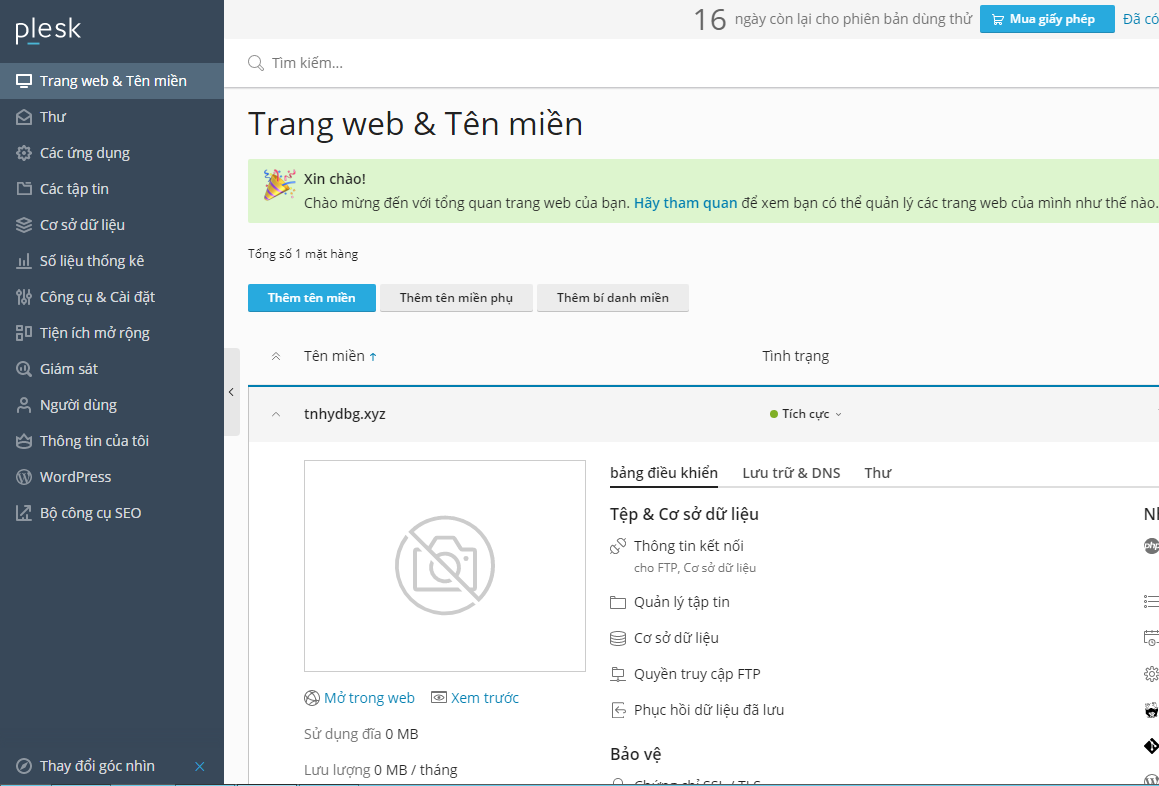 plesk
16 ngày còn lại cho phiên bản dùng thử Mua giấy phép Đã có
Tìm kiếm...
Trang web & Tên miền
Thư
Các ứng dụng
Các tập tin
Cơ sở dữ liệu
Số liệu thống kê
Công cụ & Cài đặt
Tiện ích mở rộng
Giám sát
Người dùng
Thông tin của tôi
WordPress
Bộ công cụ SEO
Thay đổi góc nhìn
Trang web & Tên miền
Xin chào!
Chào mừng đến với tổng quan trang web của bạn. Hãy tham quan để xem bạn có thể quản lý các trang web của mình như thế nào.
Tổng số 1 mặt hàng
Thêm tên miền Thêm tên miền phụ Thêm bí danh miền
Tên miền Tình trạng
tnhydbg.xyz Tích cực
bảng điều khiển Lưu trữ & DNS Thư
Tệp & Cơ sở dữ liệu
Thông tin kết nối
cho FTP, Cơ sở dữ liệu
Quản lý tập tin
Cơ sở dữ liệu
Quyền truy cập FTP
Phục hồi dữ liệu đã lưu
Bảo vệ
Chứng chỉ SSL / TLS
Mở trong web Xem trước
Sử dụng đĩa 0 MB
Lưu lượng 0 MB / tháng
php